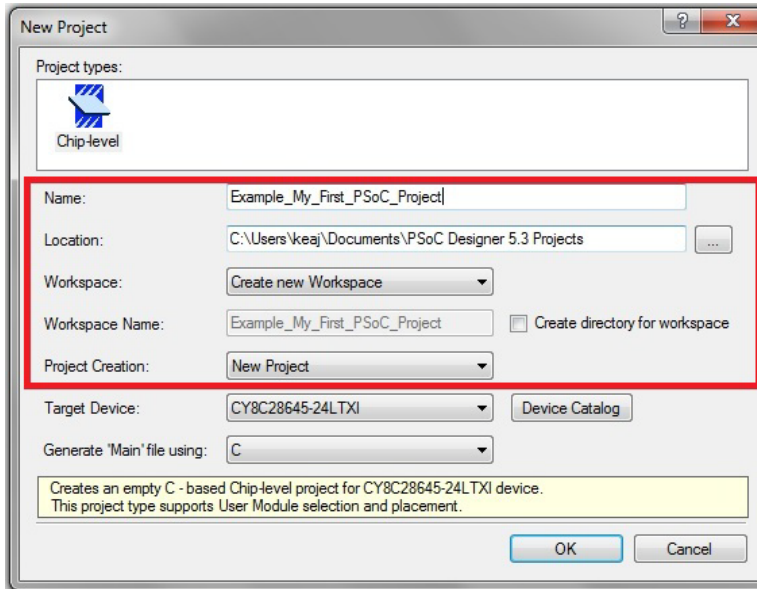 New Project
Project types:
Chip-level
Name: Example_My_First_PSoC_Project
Location: C:\Users\keaj\Documents\PSoC Designer 5.3 Projects ...
Workspace: Create new Workspace
Workspace Name: Example_My_First_PSoC_Project Create directory for workspace
Project Creation: New Project
Target Device: CY8C28645-24LTXI Device Catalog
Generate 'Main' file using: C
Creates an empty C - based Chip-level project for CY8C28645-24LTXI device.
This project type supports User Module selection and placement.
OK Cancel